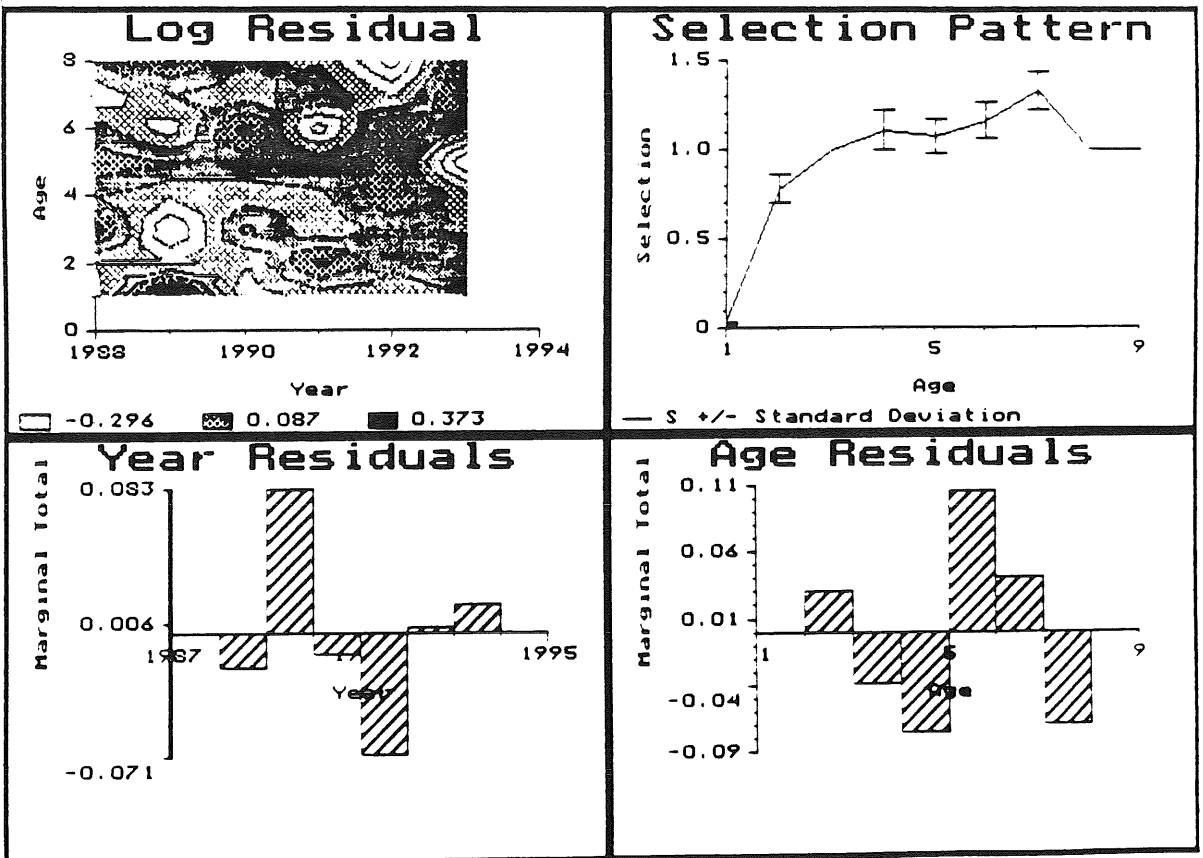 Log Residual
8
6
4
2
0
Age
1988 1990 1992 1994
Year
-0.296 0.087 0.373
Selection Pattern
1.5
1.0
0.5
0
Selection
1 5 9
Age
S +/- Standard Deviation
Year Residuals
0.083
0.006
-0.071
Marginal Total
1987 1995
Year
Age Residuals
0.11
0.06
0.01
-0.04
-0.09
Marginal Total
1 5 9
Age